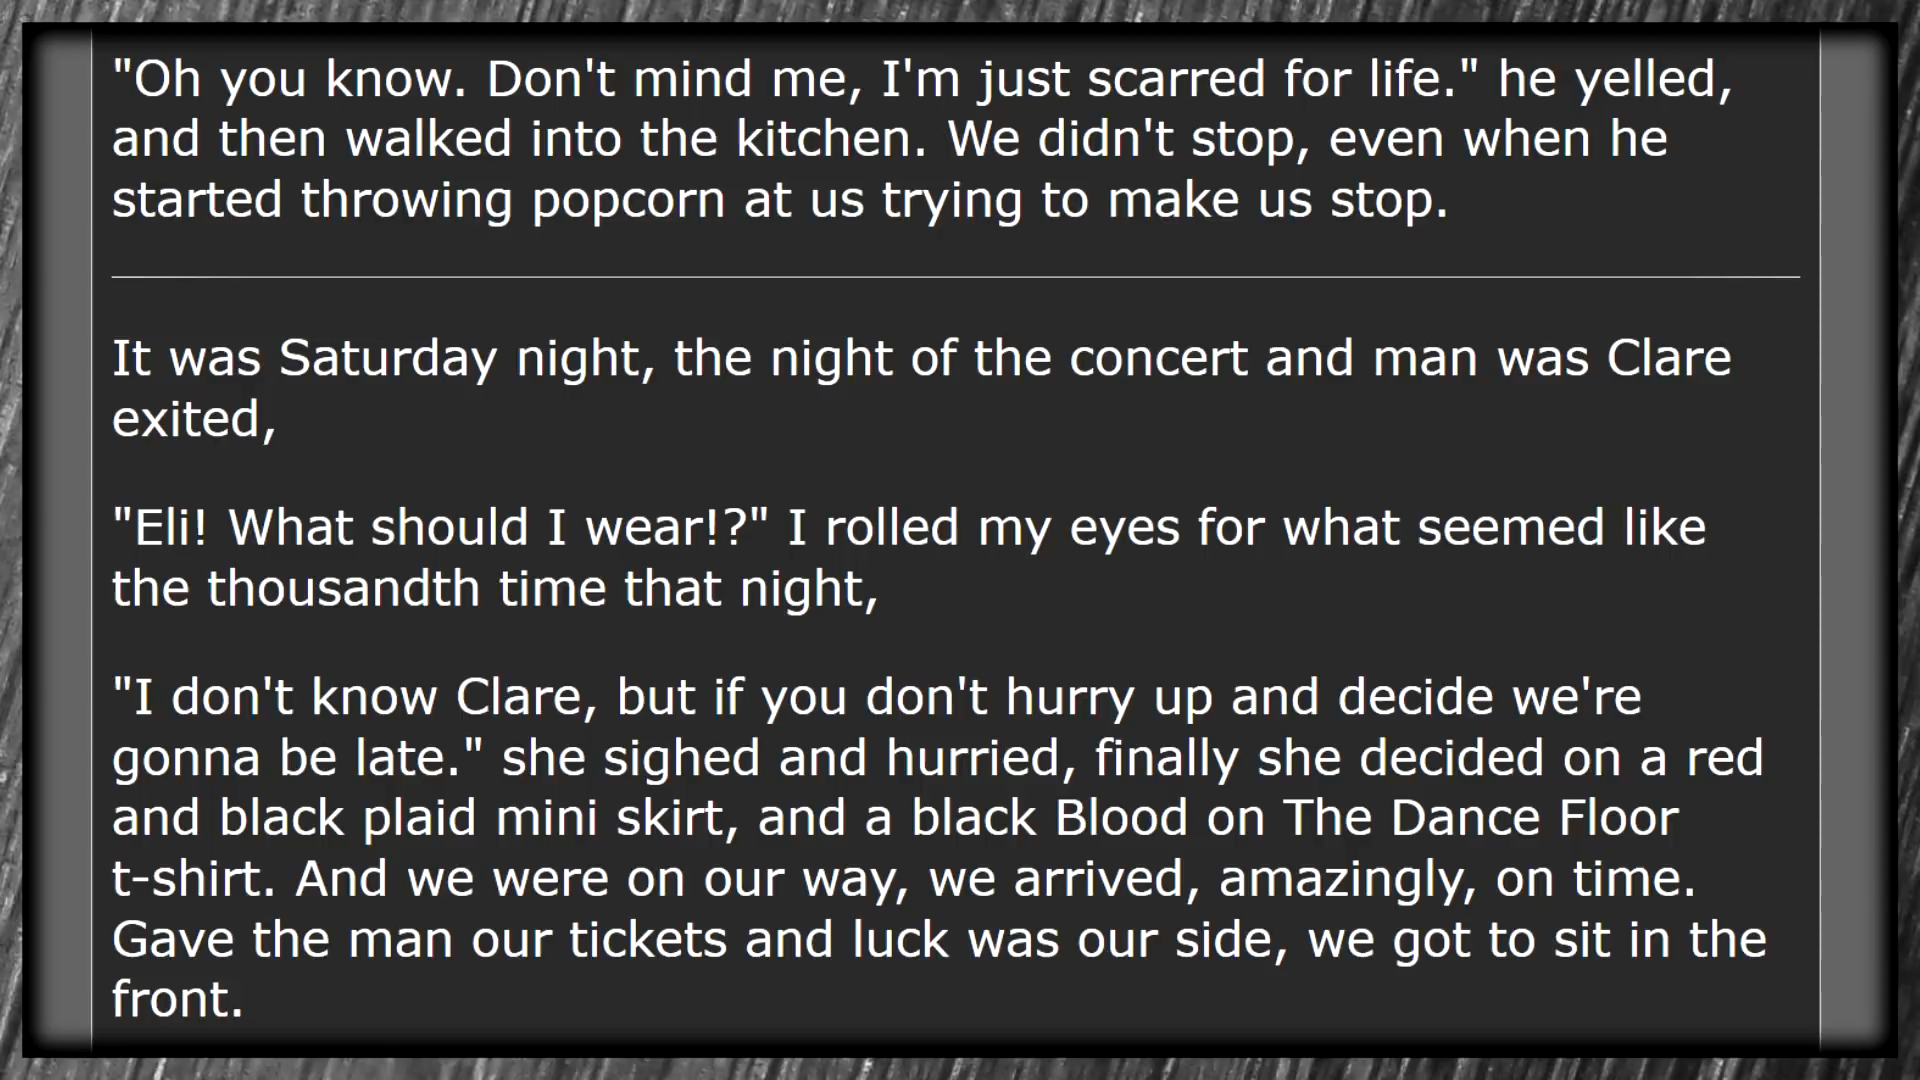 "Oh you know. Don't mind me, I'm just scarred for life." he yelled,
and then walked into the kitchen. We didn't stop, even when he
started throwing popcorn at us trying to make us stop.
It was Saturday night, the night of the concert and man was Clare
exited,
"Eli! What should I wear!?" I rolled my eyes for what seemed like
the thousandth time that night,
"I don't know Clare, but if you don't hurry up and decide we're
gonna be late." she sighed and hurried, finally she decided on a red
and black plaid mini skirt, and a black Blood on The Dance Floor
t-shirt. And we were on our way, we arrived, amazingly, on time.
Gave the man our tickets and luck was our side, we got to sit in the
front.